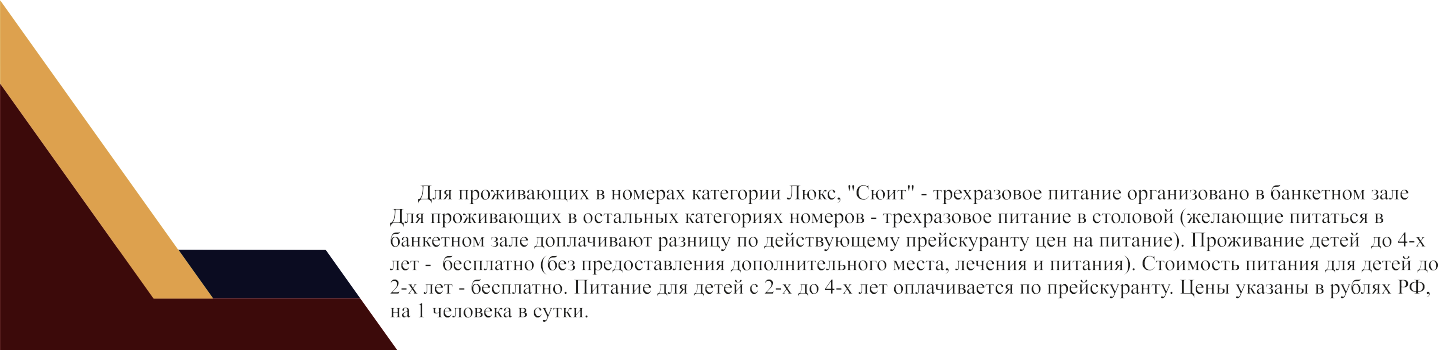 Для проживающих в номерах категории Люкс, "Сюит" - трехразовое питание организовано в банкетном зале
Для проживающих в остальных категориях номеров - трехразовое питание в столовой (желающие питаться в
банкетном зале доплачивают разницу по действующему прейскуранту цен на питание). Проживание детей до 4-х
лет - бесплатно (без предоставления дополнительного места, лечения и питания). Стоимость питания для детей до
2-х лет - бесплатно. Питание для детей с 2-х до 4-х лет оплачивается по прейскуранту. Цены указаны в рублях РФ,
на 1 человека в сутки.